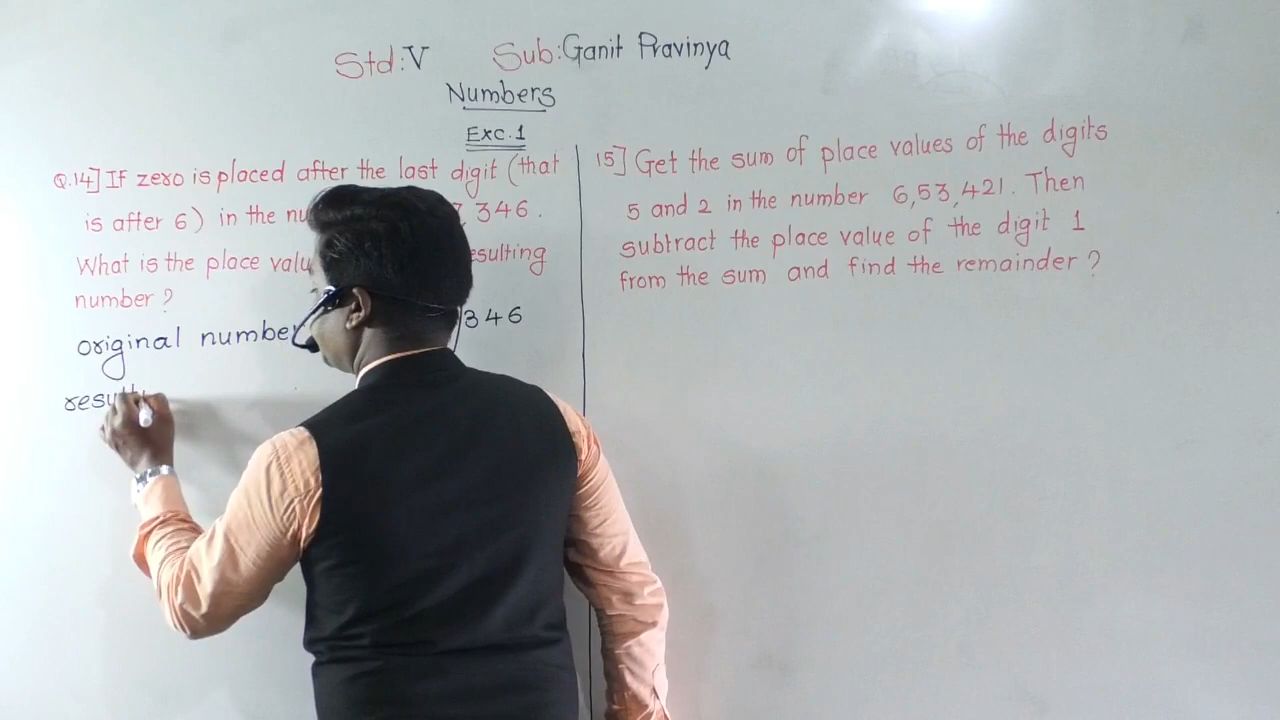 Std:V Sub:Ganit Pravinya
Numbers
Exc.1
Q.14] If zero is placed after the last digit (that
is after 6) in the 346.
What is the place
number?
original number 346
15] Get the sum of place values of the digits
5 and 2 in the number 6,53,421. Then
subtract the place value of the digit 1
from the sum and find the remainder?